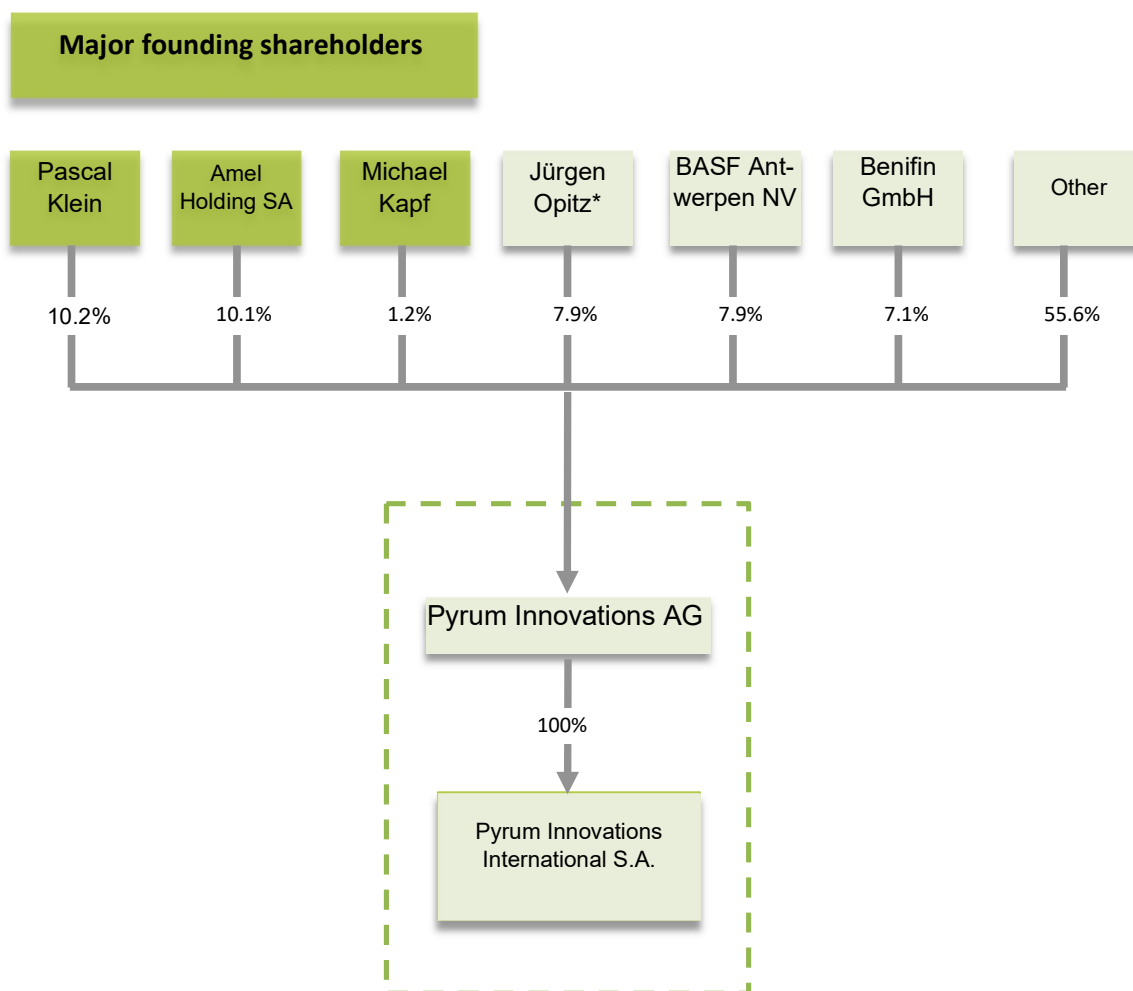 Major founding shareholders
Pascal
Klein
Amel
Holding SA
Michael
Kapf
Jürgen
Opitz*
BASF Ant-
werpen NV
Benifin
GmbH
Other
10.2%
10.1%
1.2%
7.9%
7.9%
7.1%
55.6%
Pyrum Innovations AG
100%
Pyrum Innovations
International S.A.